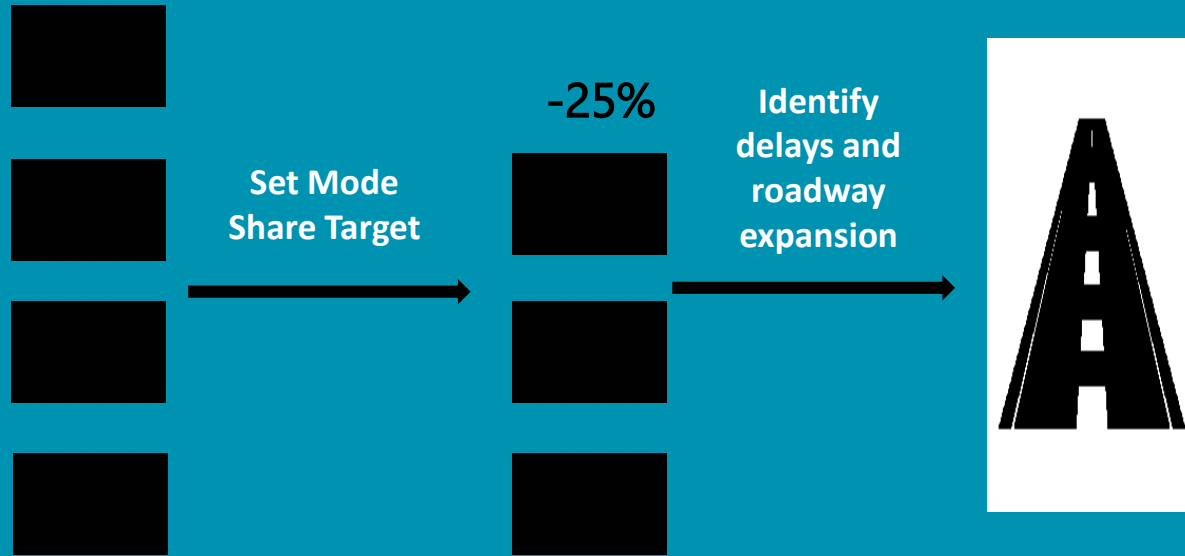 Set Mode
Share Target
-25%
Identify
delays and
roadway
expansion